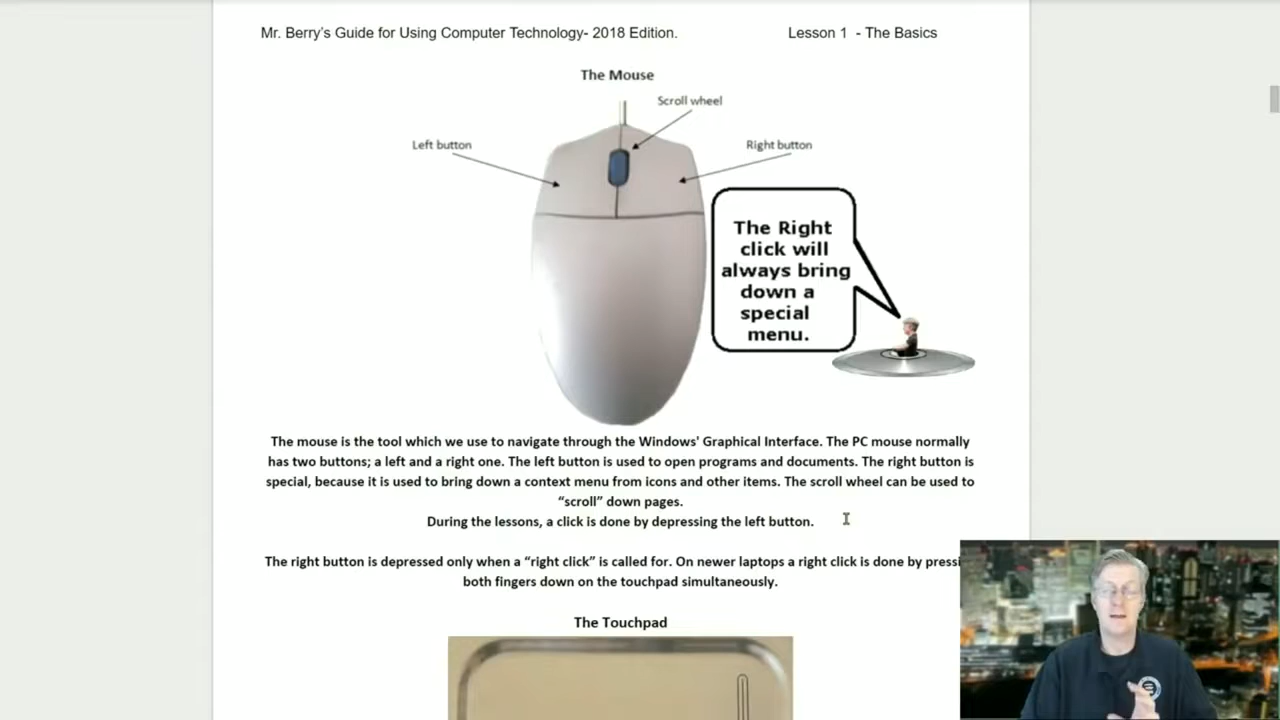 Mr. Berry's Guide for Using Computer Technology- 2018 Edition. Lesson 1 - The Basics
The Mouse
Scroll wheel
Left button
Right button
The Right
click will
always bring
down a
special
menu.
The mouse is the tool which we use to navigate through the Windows' Graphical Interface. The PC mouse normally
has two buttons; a left and a right one. The left button is used to open programs and documents. The right button is
special, because it is used to bring down a context menu from icons and other items. The scroll wheel can be used to
“scroll” down pages.
During the lessons, a click is done by depressing the left button.
The right button is depressed only when a “right click” is called for. On newer laptops a right click is done by pressi
both fingers down on the touchpad simultaneously.
The Touchpad